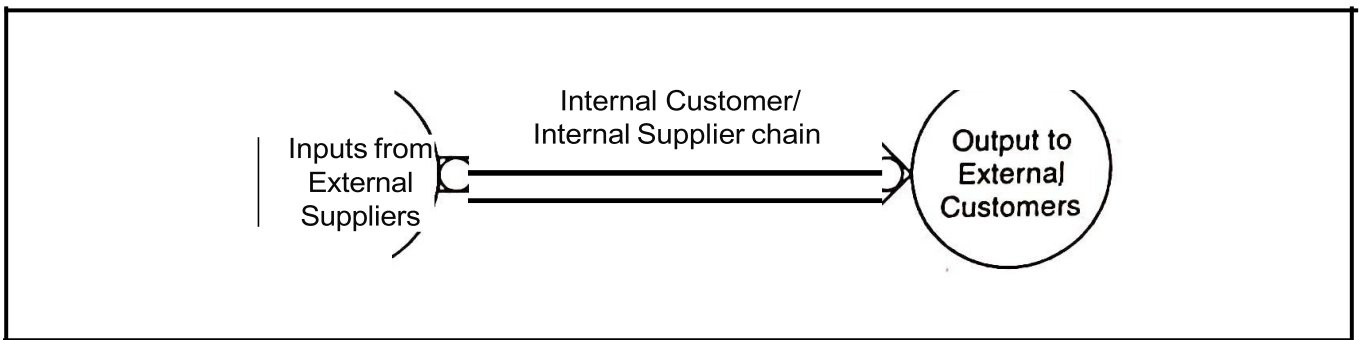 Internal Customer/
Internal Supplier chain
Inputs from
External
Suppliers
Output to
External
Customers